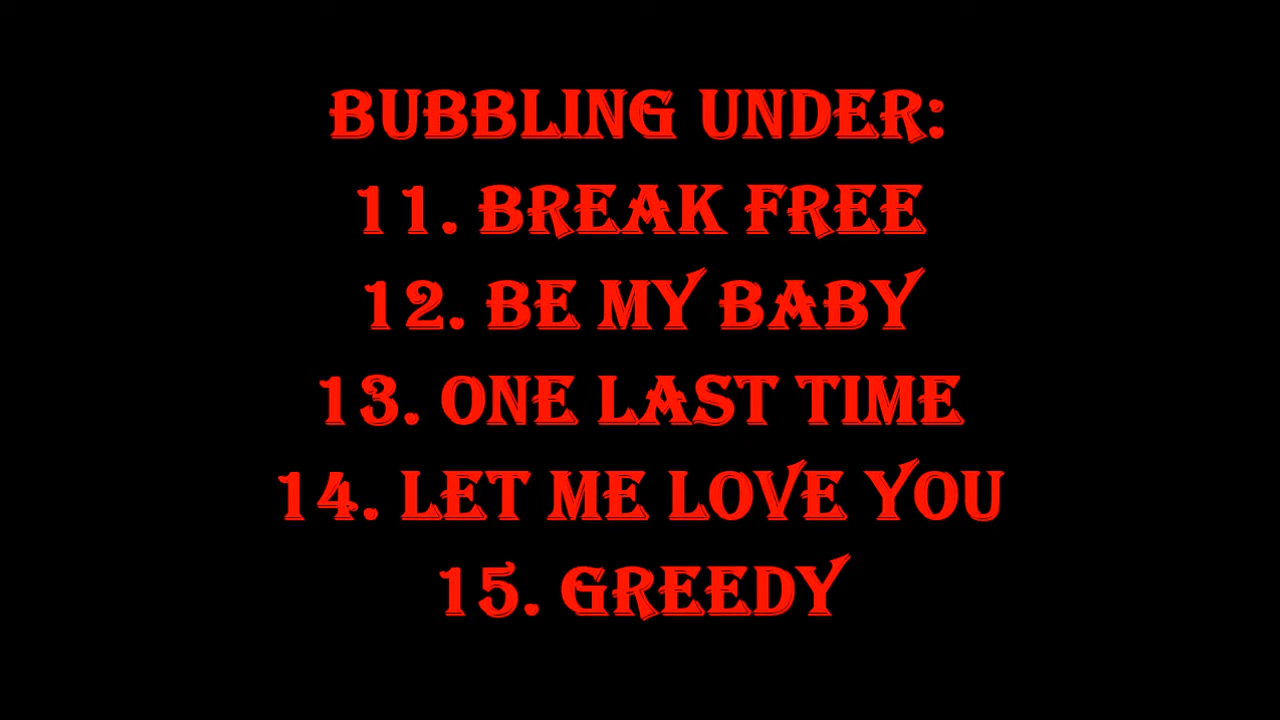 BUBBLING UNDER:
11. BREAK FREE
12. BE MY BABY
13. ONE LAST TIME
14. LET ME LOVE YOU
15. GREEDY